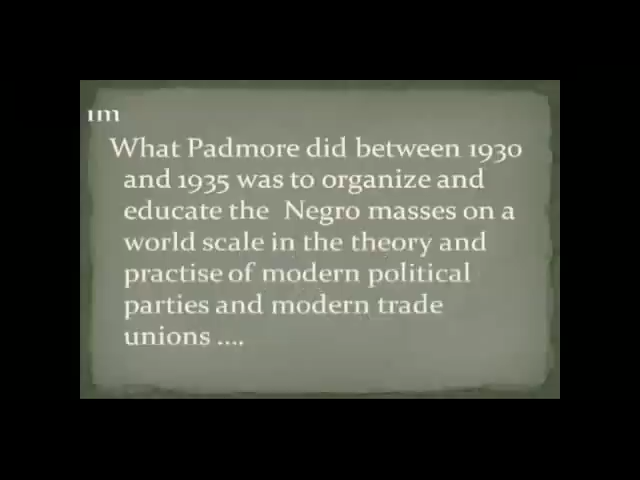 1m
What Padmore did between 1930
and 1935 was to organize and
educate the Negro masses on a
world scale in the theory and
practise of modern political
parties and modern trade
unions ....